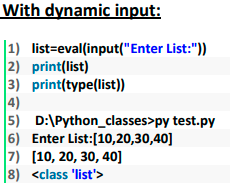 With dynamic input:
1) list=eval(input("Enter List:"))
2) print(list)
3) print(type(list))
4)
5) D:\Python_classes>py test.py
6) Enter List:[10,20,30,40]
7) [10, 20, 30, 40]
8) <class 'list'>